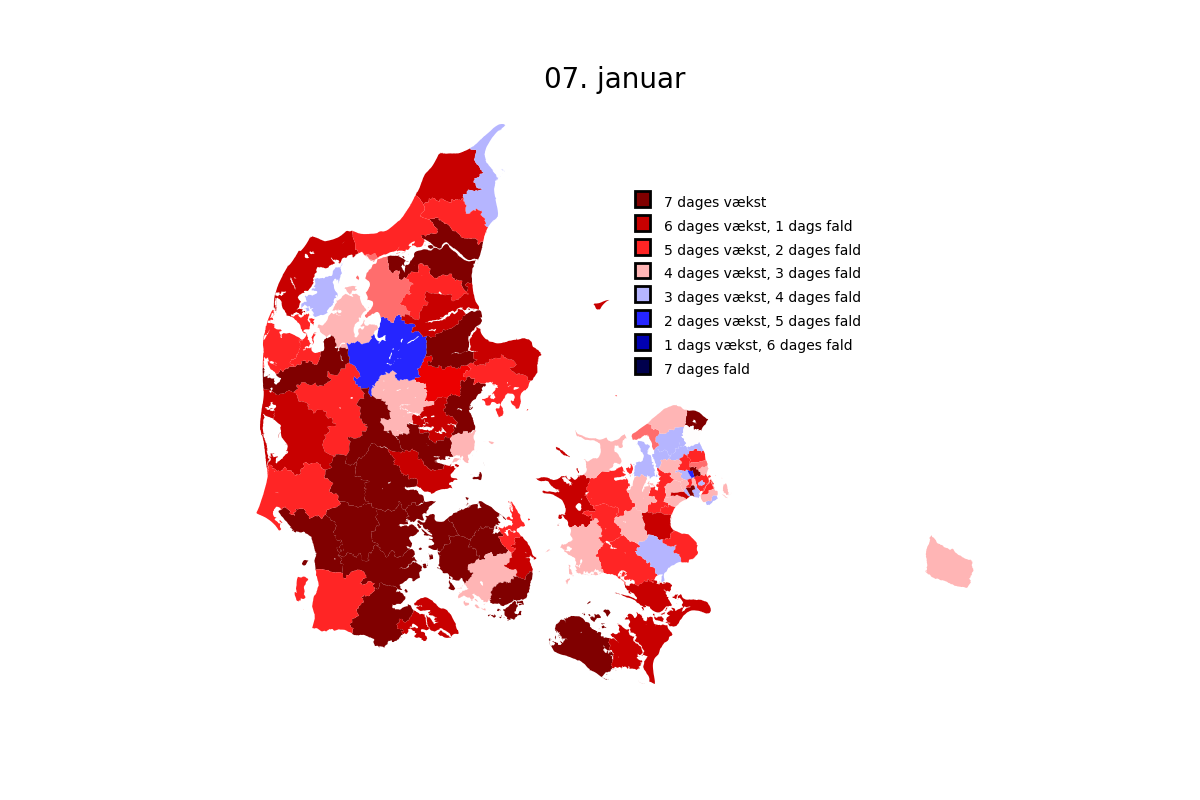 07. januar
7 dages vækst
6 dages vækst, 1 dags fald
5 dages vækst, 2 dages fald
4 dages vækst, 3 dages fald
3 dages vækst, 4 dages fald
2 dages vækst, 5 dages fald
1 dags vækst, 6 dages fald
7 dages fald